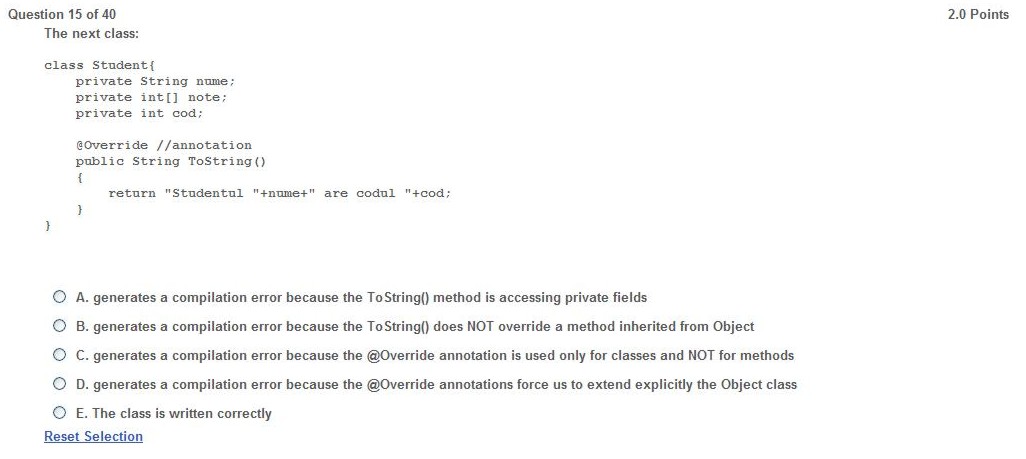 Question 15 of 40
2.0 Points
The next class:
class Student{
private String nume;
private int[] note;
private int cod;
@Override //annotation
public String ToString()
{
return "Studentul "+nume+" are codul "+cod;
}
}
A. generates a compilation error because the ToString() method is accessing private fields
B. generates a compilation error because the ToString() does NOT override a method inherited from Object
C. generates a compilation error because the @Override annotation is used only for classes and NOT for methods
D. generates a compilation error because the @Override annotations force us to extend explicitly the Object class
E. The class is written correctly
Reset Selection